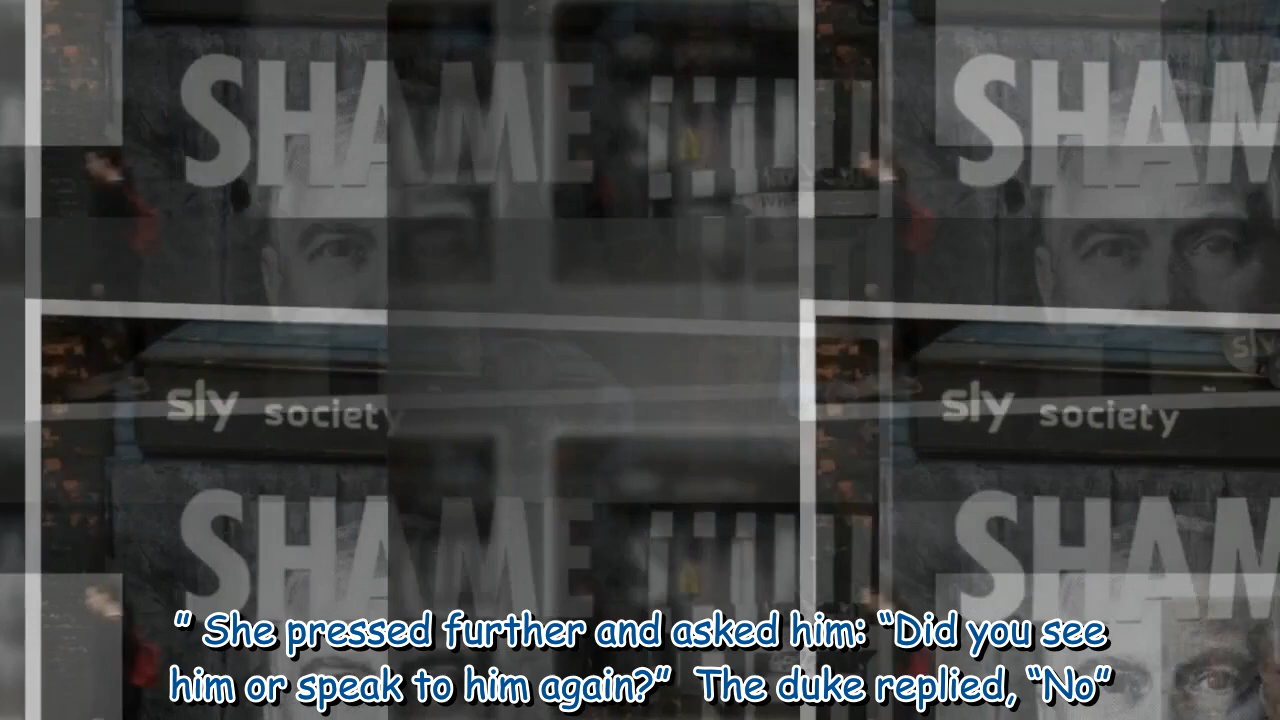 SHAME SHAM
sly society sly society
sly
SHAME SHAM
” She pressed further and asked him: “Did you see
him or speak to him again?”  The duke replied, “No”